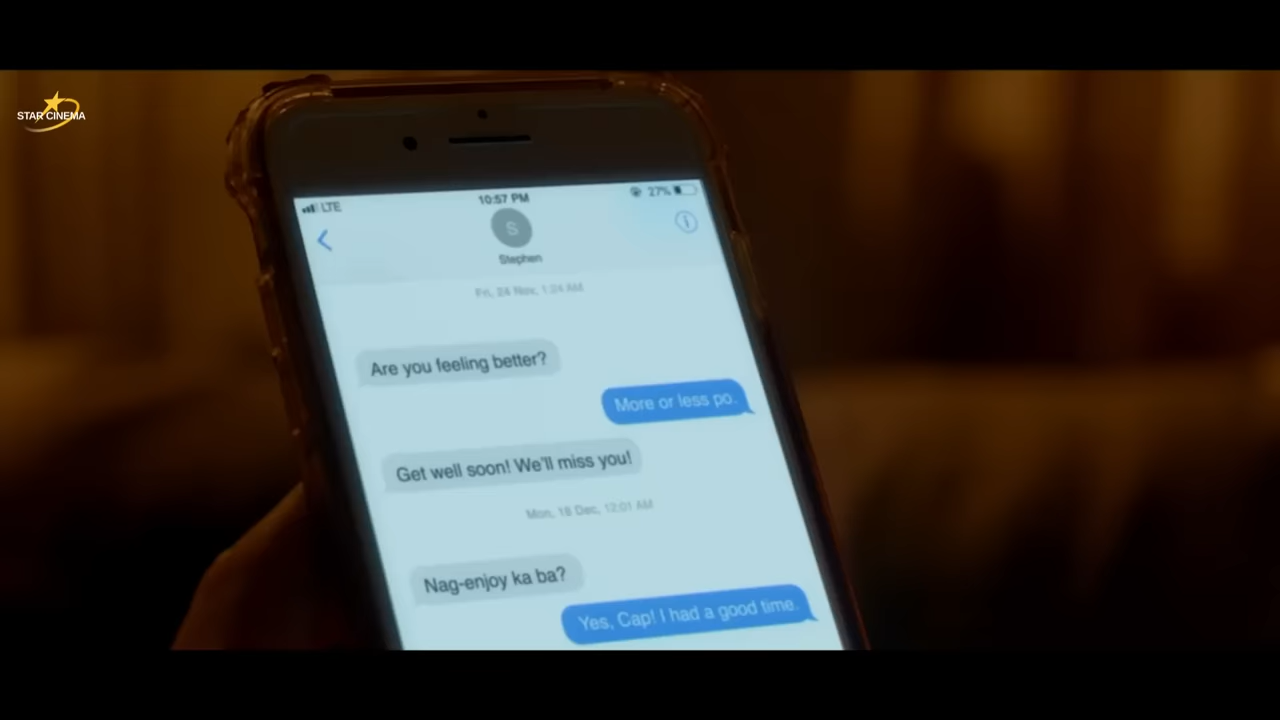 STAR CINEMA
LTE
10:57 PM
27%
S
Stephen
Fri, 24 Nov, 1:24 AM
Are you feeling better?
More or less po.
Get well soon! We'll miss you!
Mon, 18 Dec, 12:01 AM
Nag-enjoy ka ba?
Yes, Cap! I had a good time.